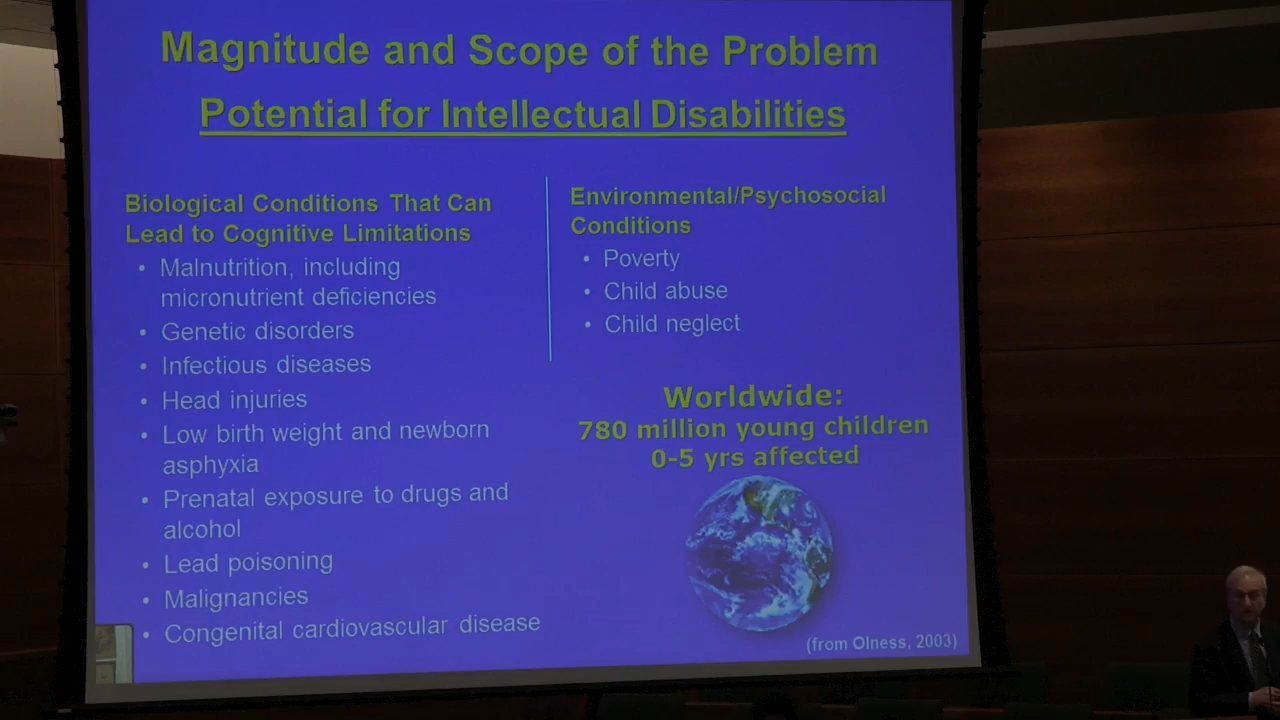 Magnitude and Scope of the Problem
Potential for Intellectual Disabilities
Biological Conditions That Can
Lead to Cognitive Limitations
• Malnutrition, including
micronutrient deficiencies
• Genetic disorders
• Infectious diseases
• Head injuries
• Low birth weight and newborn
asphyxia
• Prenatal exposure to drugs and
alcohol
• Lead poisoning
• Malignancies
• Congenital cardiovascular disease
Environmental/Psychosocial
Conditions
• Poverty
• Child abuse
• Child neglect
Worldwide:
780 million young children
0-5 yrs affected
(from Olness, 2003)